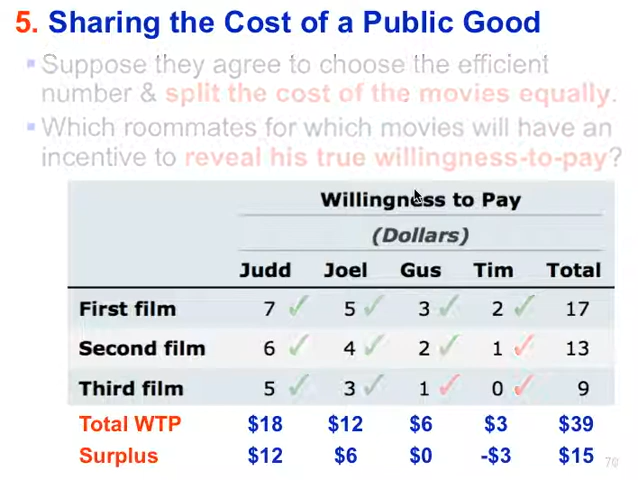 5. Sharing the Cost of a Public Good
Suppose they agree to choose the efficient
number & split the cost of the movies equally.
Which roommates for which movies will have an
incentive to reveal his true willingness-to-pay?
Willingness to Pay
(Dollars)
Judd Joel Gus Tim Total
First film 7 ✓ 5 ✓ 3 ✓ 2 ✓ 17
Second film 6 ✓ 4 ✓ 2 ✓ 1 ✓ 13
Third film 5 ✓ 3 ✓ 1 ✓ 0 ✓ 9
Total WTP $18 $12 $6 $3 $39
Surplus $12 $6 $0 -$3 $15
70